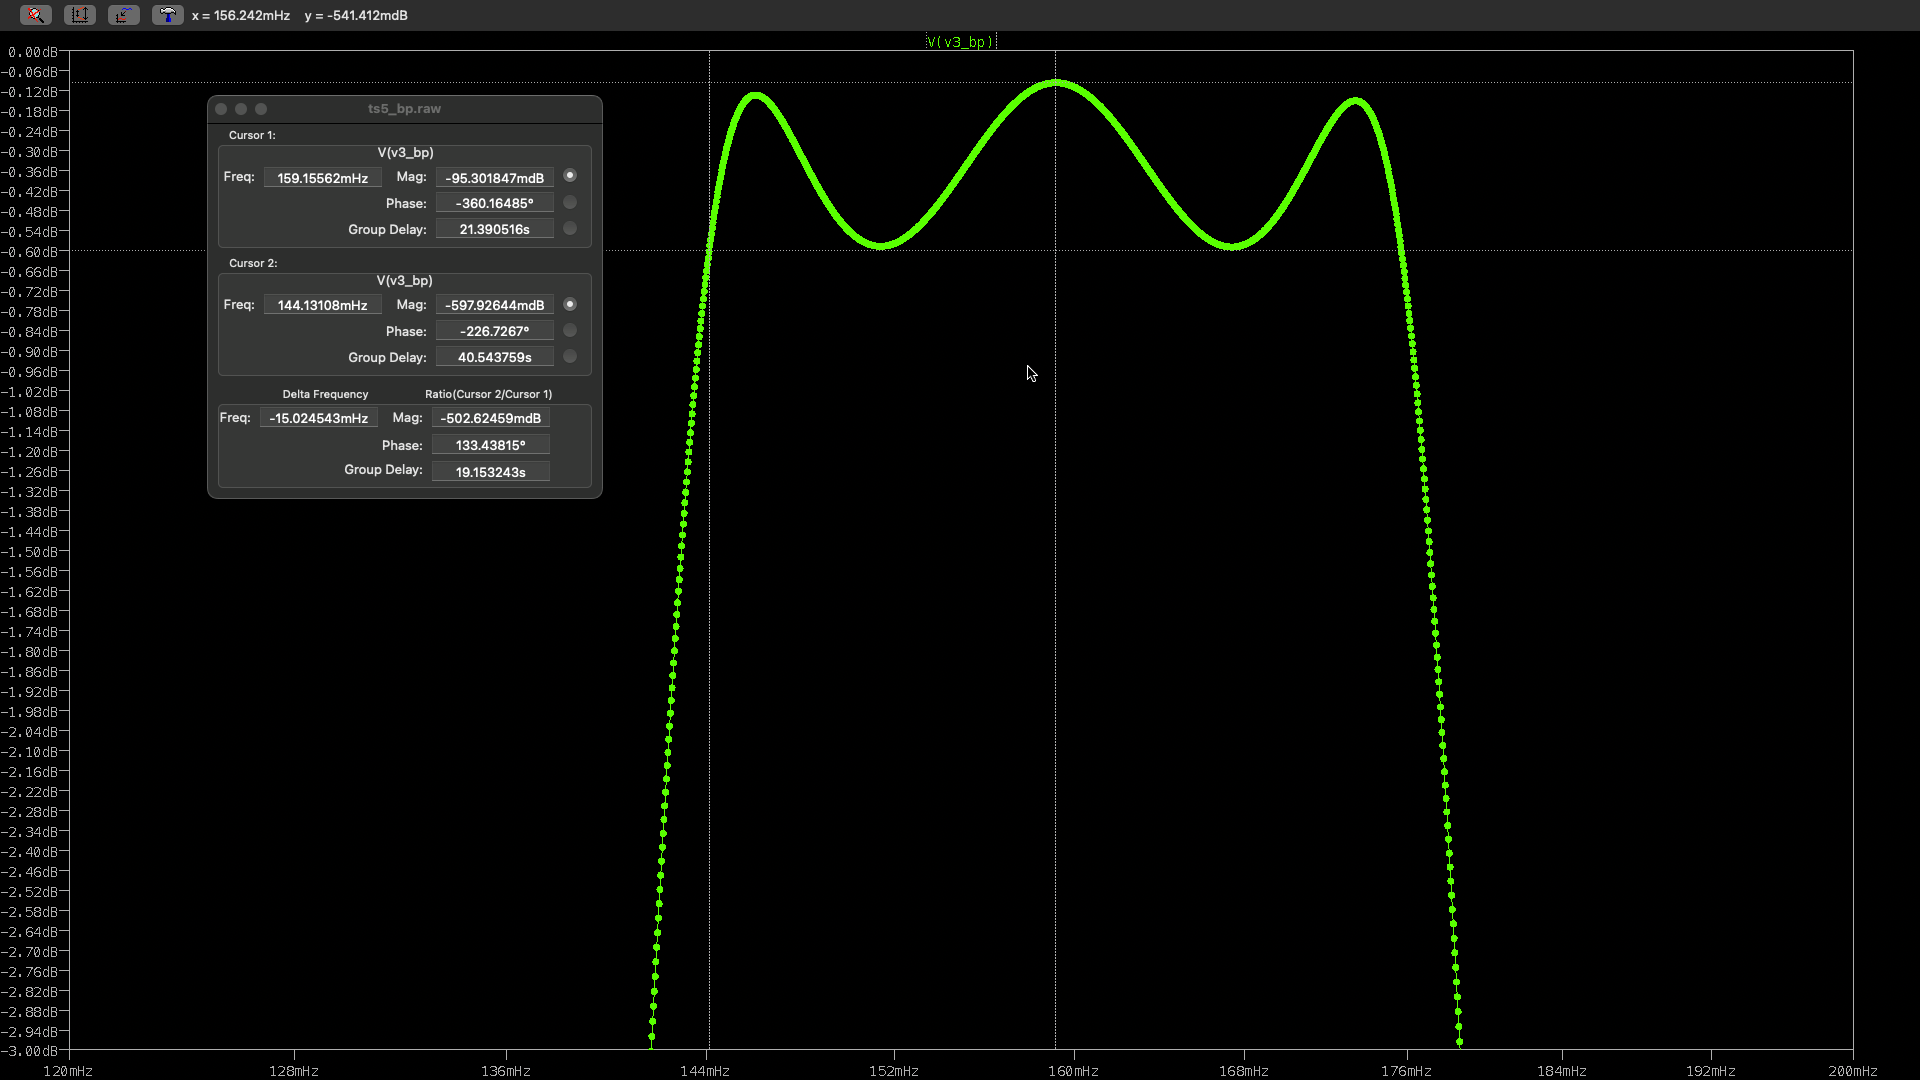 x = 156.242mHz y = -541.412mdB
V(v3_bp)
0.00dB
-0.06dB
-0.12dB
-0.18dB
-0.24dB
-0.30dB
-0.36dB
-0.42dB
-0.48dB
-0.54dB
-0.60dB
-0.66dB
-0.72dB
-0.78dB
-0.84dB
-0.90dB
-0.96dB
-1.02dB
-1.08dB
-1.14dB
-1.20dB
-1.26dB
-1.32dB
-1.38dB
-1.44dB
-1.50dB
-1.56dB
-1.62dB
-1.68dB
-1.74dB
-1.80dB
-1.86dB
-1.92dB
-1.98dB
-2.04dB
-2.10dB
-2.16dB
-2.22dB
-2.28dB
-2.34dB
-2.40dB
-2.46dB
-2.52dB
-2.58dB
-2.64dB
-2.70dB
-2.76dB
-2.82dB
-2.88dB
-2.94dB
-3.00dB
ts5_bp.raw
Cursor 1:
V(v3_bp)
Freq: 159.15562mHz Mag: -95.301847mdB
Phase: -360.16485°
Group Delay: 21.390516s
Cursor 2:
V(v3_bp)
Freq: 144.13108mHz Mag: -597.92644mdB
Phase: -226.7267°
Group Delay: 40.543759s
Delta Frequency Ratio(Cursor 2/Cursor 1)
Freq: -15.024543mHz Mag: -502.62459mdB
Phase: 133.43815°
Group Delay: 19.153243s
120mHz 128mHz 136mHz 144mHz 152mHz 160mHz 168mHz 176mHz 184mHz 192mHz 200mHz